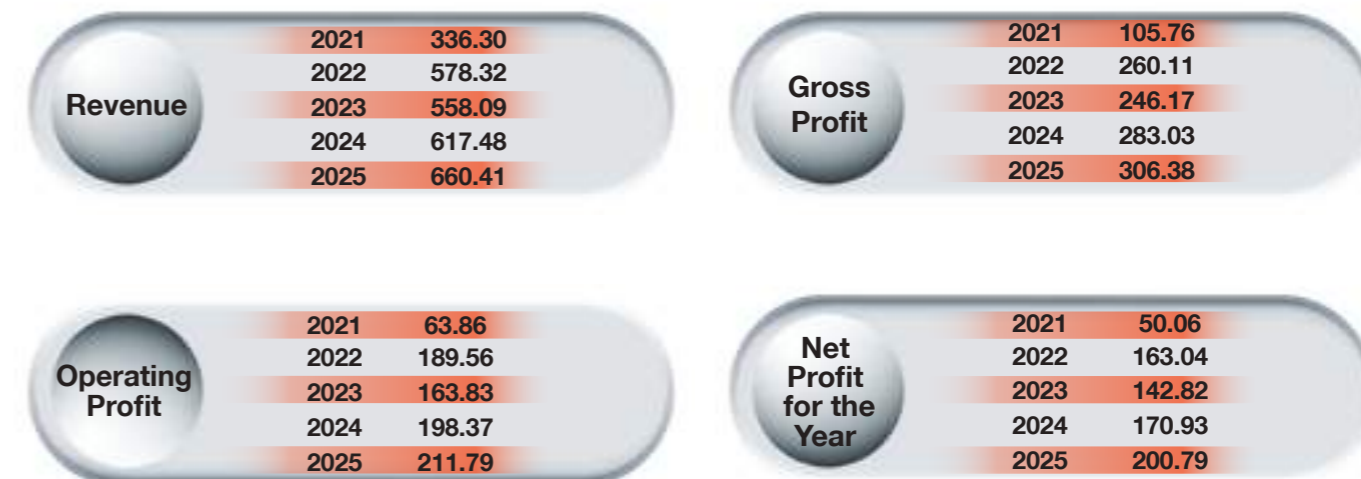 Revenue
2021 336.30
2022 578.32
2023 558.09
2024 617.48
2025 660.41
Gross
Profit
2021 105.76
2022 260.11
2023 246.17
2024 283.03
2025 306.38
Operating
Profit
2021 63.86
2022 189.56
2023 163.83
2024 198.37
2025 211.79
Net
Profit
for the
Year
2021 50.06
2022 163.04
2023 142.82
2024 170.93
2025 200.79